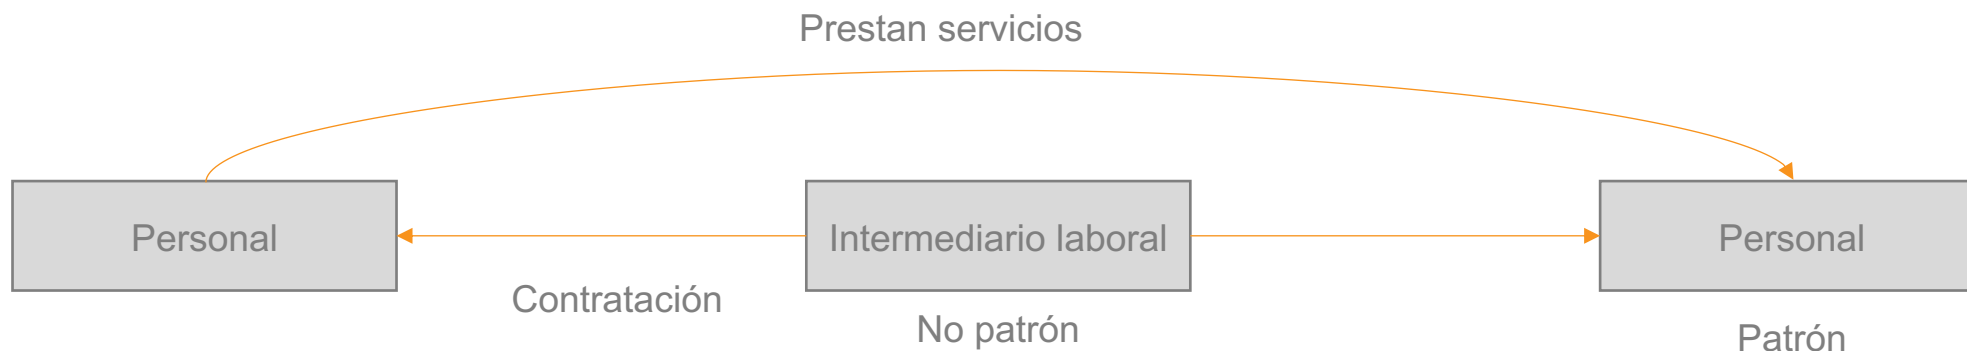 Prestan servicios
Personal
Intermediario laboral
Personal
Contratación
No patrón
Patrón